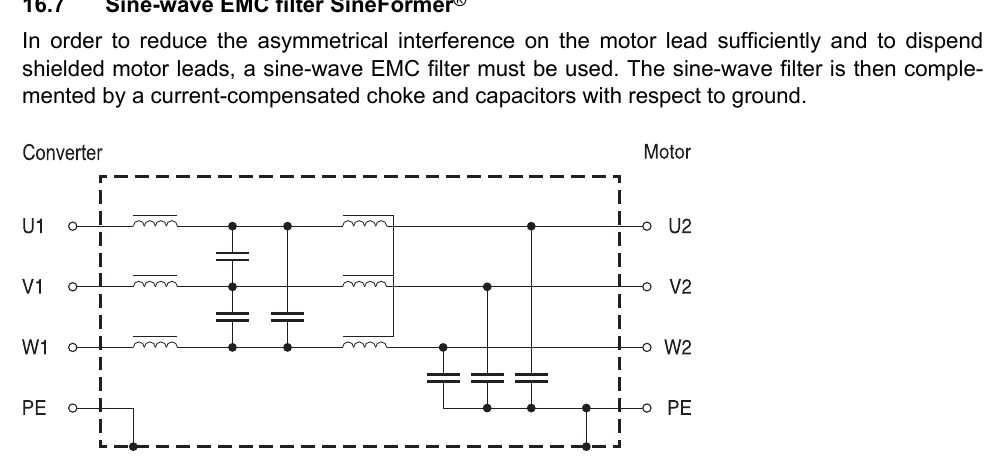 16.7 Sine-wave EMC filter SineFormer®
In order to reduce the asymmetrical interference on the motor lead sufficiently and to dispend
shielded motor leads, a sine-wave EMC filter must be used. The sine-wave filter is then comple-
mented by a current-compensated choke and capacitors with respect to ground.
Converter Motor
U1 U2
V1 V2
W1 W2
PE PE